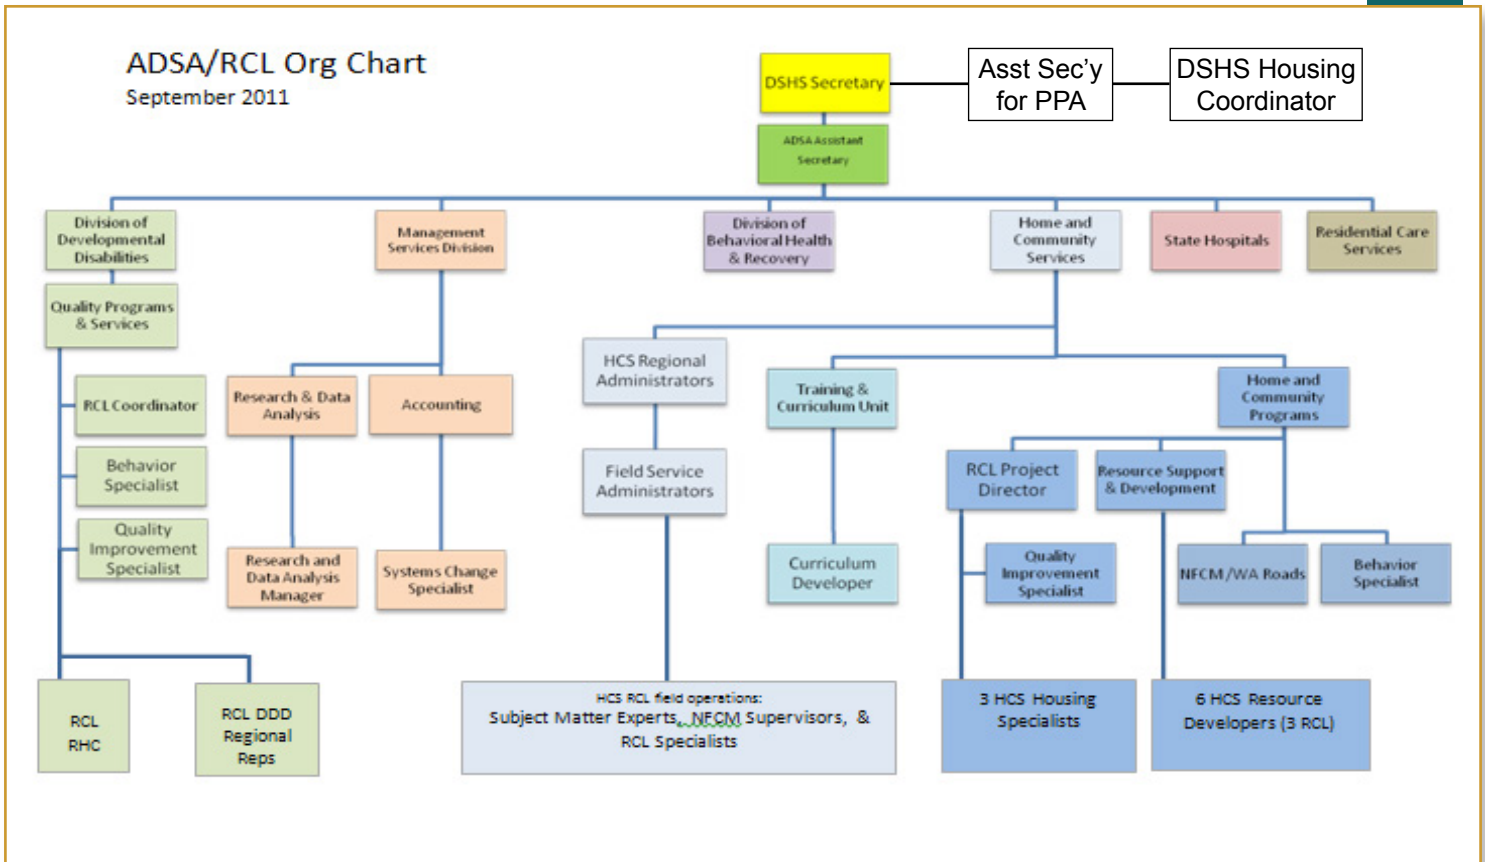 ADSA/RCL Org Chart
September 2011
DSHS Secretary
Asst Sec’y
for PPA
DSHS Housing
Coordinator
ADSA Assistant
Secretary
Division of
Developmental
Disabilities
Management
Services Division
Division of
Behavioral Health
& Recovery
Home and
Community
Services
State Hospitals
Residential Care
Services
Quality Programs
& Services
HCS Regional
Administrators
Training &
Curriculum Unit
Home and
Community
Programs
RCL Coordinator
Research & Data
Analysis
Accounting
Behavior
Specialist
Field Service
Administrators
RCL Project
Director
Resource Support
& Development
Quality
Improvement
Specialist
Research and
Data Analysis
Manager
Systems Change
Specialist
Curriculum
Developer
Quality
Improvement
Specialist
NFCM/WA Roads
Behavior
Specialist
RCL
RHC
RCL DDD
Regional
Reps
HCS RCL field operations:
Subject Matter Experts, NFCM Supervisors, &
RCL Specialists
3 HCS Housing
Specialists
6 HCS Resource
Developers (3 RCL)